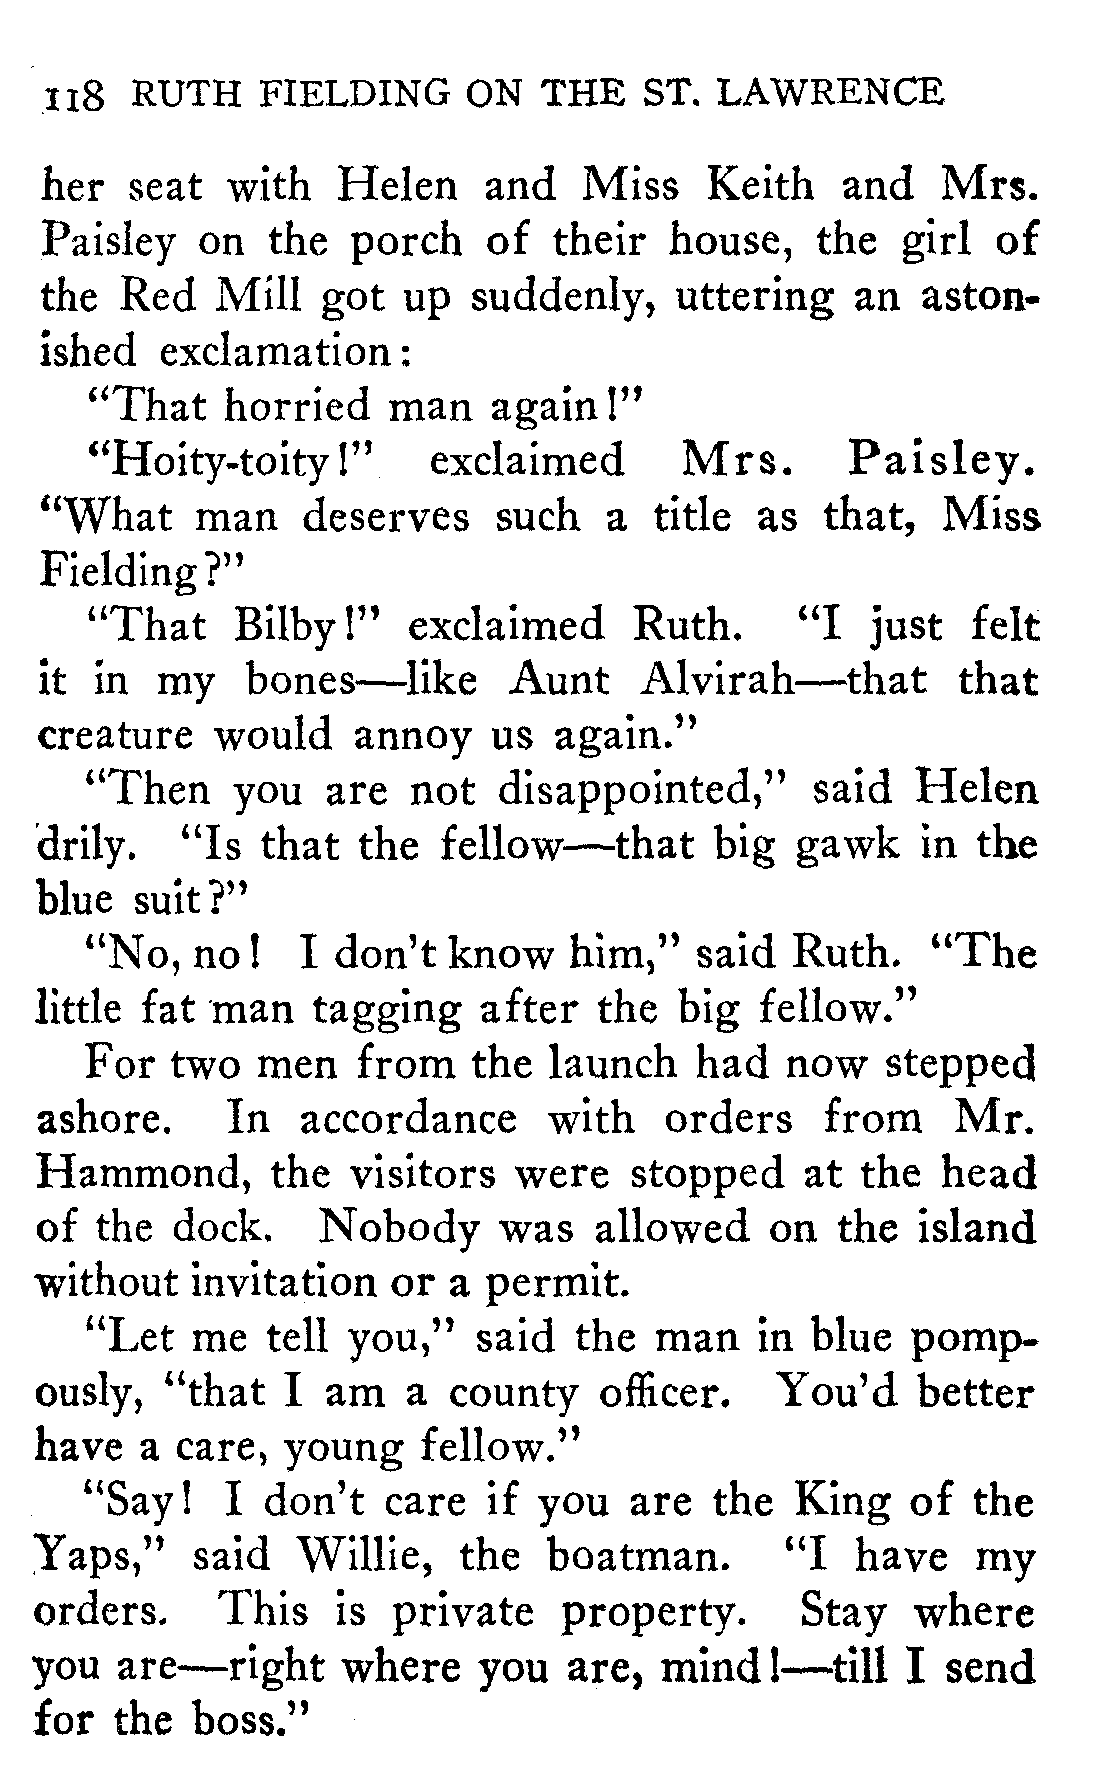 118 RUTH FIELDING ON THE ST. LAWRENCE
her seat with Helen and Miss Keith and Mrs.
Paisley on the porch of their house, the girl of
the Red Mill got up suddenly, uttering an aston-
ished exclamation:
“That horried man again!”
“Hoity-toity!” exclaimed Mrs. Paisley.
“What man deserves such a title as that, Miss
Fielding?”
“That Bilby!” exclaimed Ruth. “I just felt
it in my bones—like Aunt Alvirah—that that
creature would annoy us again.”
“Then you are not disappointed,” said Helen
drily. “Is that the fellow—that big gawk in the
blue suit?”
“No, no! I don’t know him,” said Ruth. “The
little fat man tagging after the big fellow.”
For two men from the launch had now stepped
ashore. In accordance with orders from Mr.
Hammond, the visitors were stopped at the head
of the dock. Nobody was allowed on the island
without invitation or a permit.
“Let me tell you,” said the man in blue pomp-
ously, “that I am a county officer. You’d better
have a care, young fellow.”
“Say! I don’t care if you are the King of the
Yaps,” said Willie, the boatman. “I have my
orders. This is private property. Stay where
you are—right where you are, mind!—till I send
for the boss.”